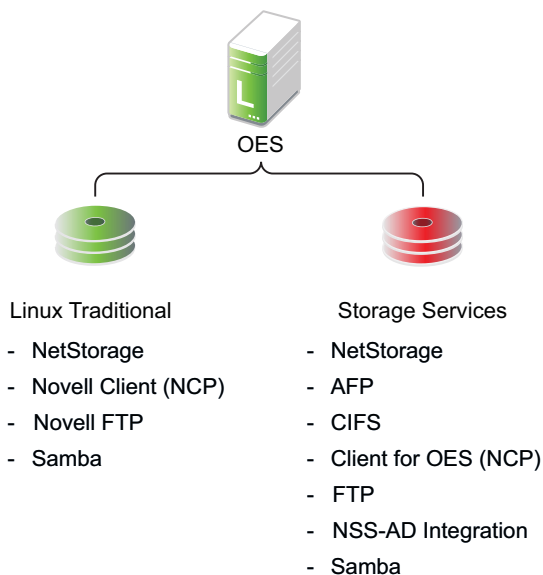 L
OES
Linux Traditional
- NetStorage
- Novell Client (NCP)
- Novell FTP
- Samba
Storage Services
- NetStorage
- AFP
- CIFS
- Client for OES (NCP)
- FTP
- NSS-AD Integration
- Samba